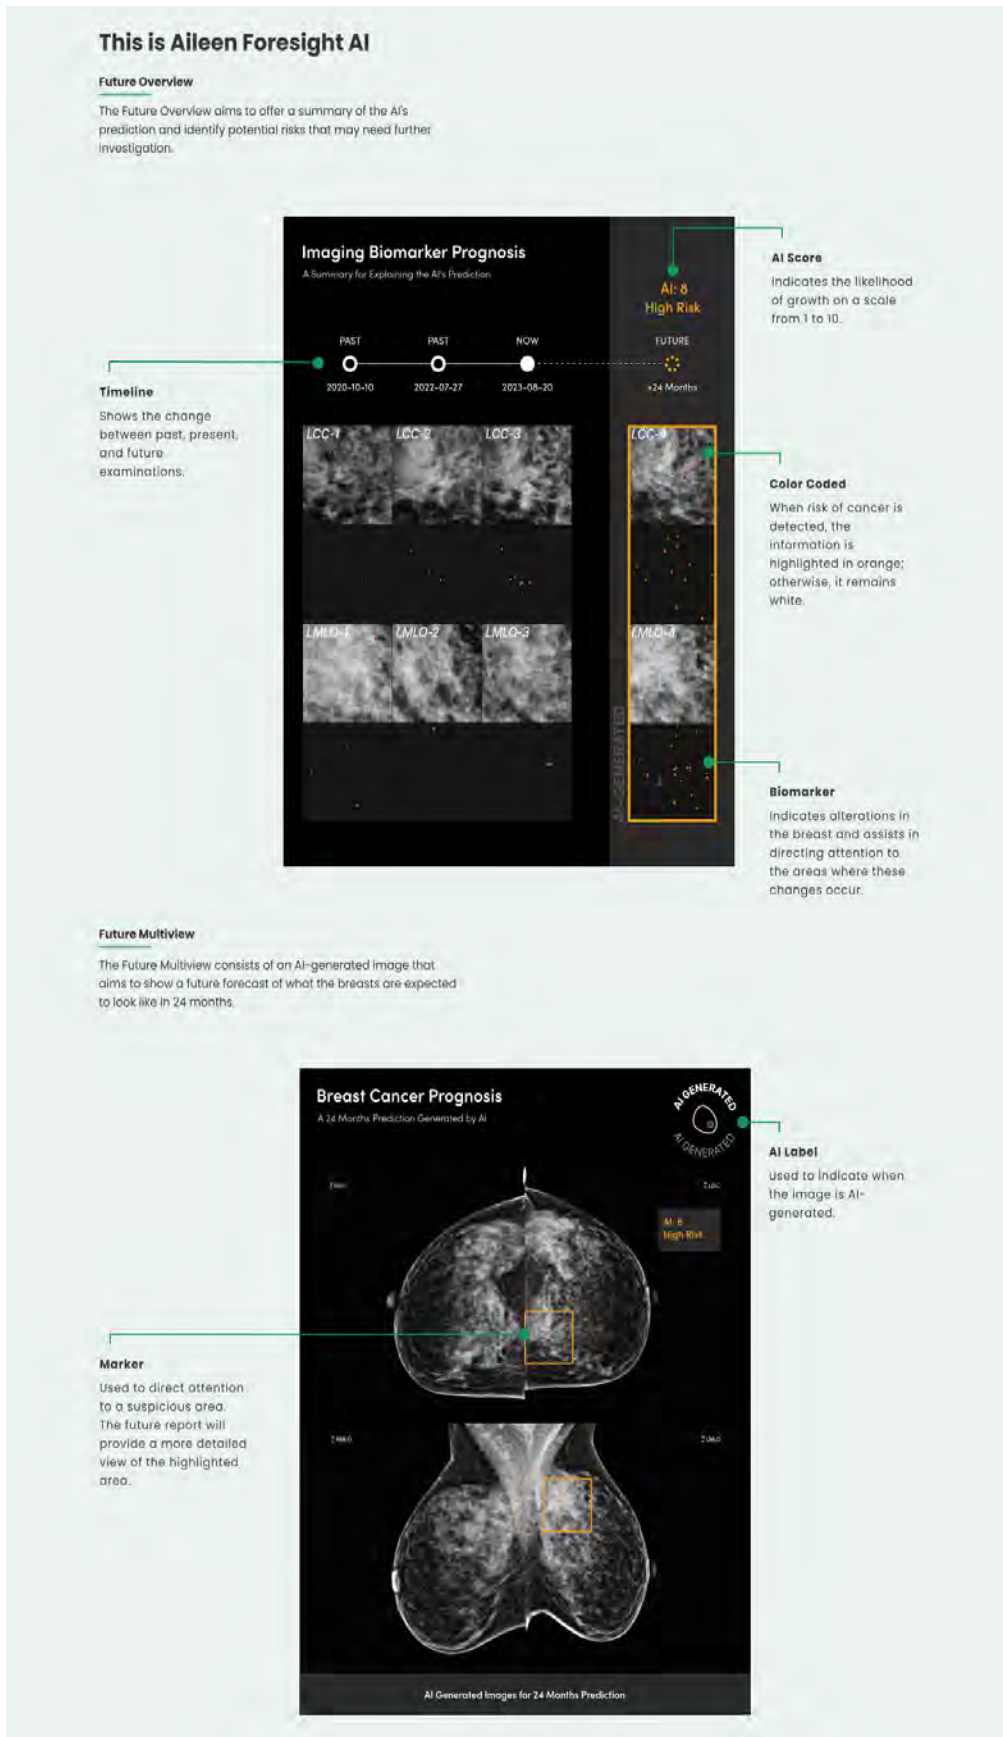 This is Aileen Foresight AI
Future Overview
The Future Overview aims to offer a summary of the AI's
prediction and identify potential risks that may need further
investigation.
Imaging Biomarker Prognosis
A Summary for Explaining the AI's Prediction
AI: 8
High Risk
AI Score
Indicates the likelihood
of growth on a scale
from 1 to 10.
PAST
PAST
NOW
FUTURE
2020-10-10
2022-07-27
2023-08-20
+24 Months
Timeline
Shows the change
between past, present,
and future
examinations.
LCC-1
LCC-2
LCC-3
LCC-4
Color Coded
When risk of cancer is
detected, the
information is
highlighted in orange;
otherwise, it remains
white.
LMLO-1
LMLO-2
LMLO-3
LMLO-4
AI-GENERATED
Biomarker
Indicates alterations in
the breast and assists in
directing attention to
the areas where these
changes occur.
Future Multiview
The Future Multiview consists of an AI-generated image that
aims to show a future forecast of what the breasts are expected
to look like in 24 months.
Breast Cancer Prognosis
A 24 Months Prediction Generated by AI
AI GENERATED
AI GENERATED
AI Label
Used to indicate when
the image is AI-
generated.
AI: 8
High Risk
Marker
Used to direct attention
to a suspicious area.
The future report will
provide a more detailed
view of the highlighted
area.
AI Generated Images for 24 Months Prediction